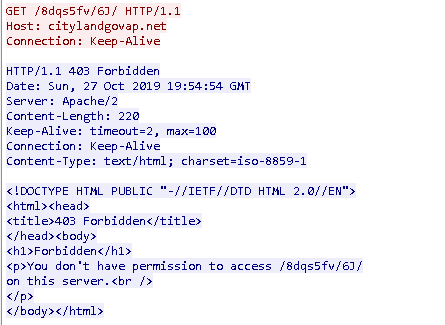 GET /8dqs5fv/6J/ HTTP/1.1
Host: citylandgovap.net
Connection: Keep-Alive

HTTP/1.1 403 Forbidden
Date: Sun, 27 Oct 2019 19:54:54 GMT
Server: Apache/2
Content-Length: 220
Keep-Alive: timeout=2, max=100
Connection: Keep-Alive
Content-Type: text/html; charset=iso-8859-1

<!DOCTYPE HTML PUBLIC "-//IETF//DTD HTML 2.0//EN">
<html><head>
<title>403 Forbidden</title>
</head><body>
<h1>Forbidden</h1>
<p>You don't have permission to access /8dqs5fv/6J/
on this server.<br />
</p>
</body></html>